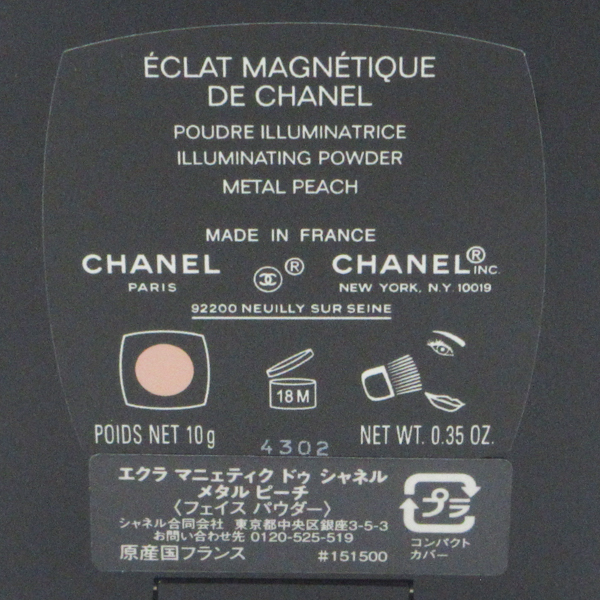 ÉCLAT MAGNÉTIQUE
DE CHANEL
POUDRE ILLUMINATRICE
ILLUMINATING POWDER
METAL PEACH
MADE IN FRANCE
CHANEL ® CHANEL® INC.
PARIS NEW YORK, N.Y. 10019
92200 NEUILLY SUR SEINE
18 M
POIDS NET 10g NET WT. 0.35 OZ.
4302
エクラ マニェティク ドゥ シャネル
メタル ピーチ
〈フェイス パウダー〉
シャネル合同会社 東京都中央区銀座3-5-3
お問い合わせ先 0120-525-519
原産国フランス #151500
プラ
コンパクト
カバー